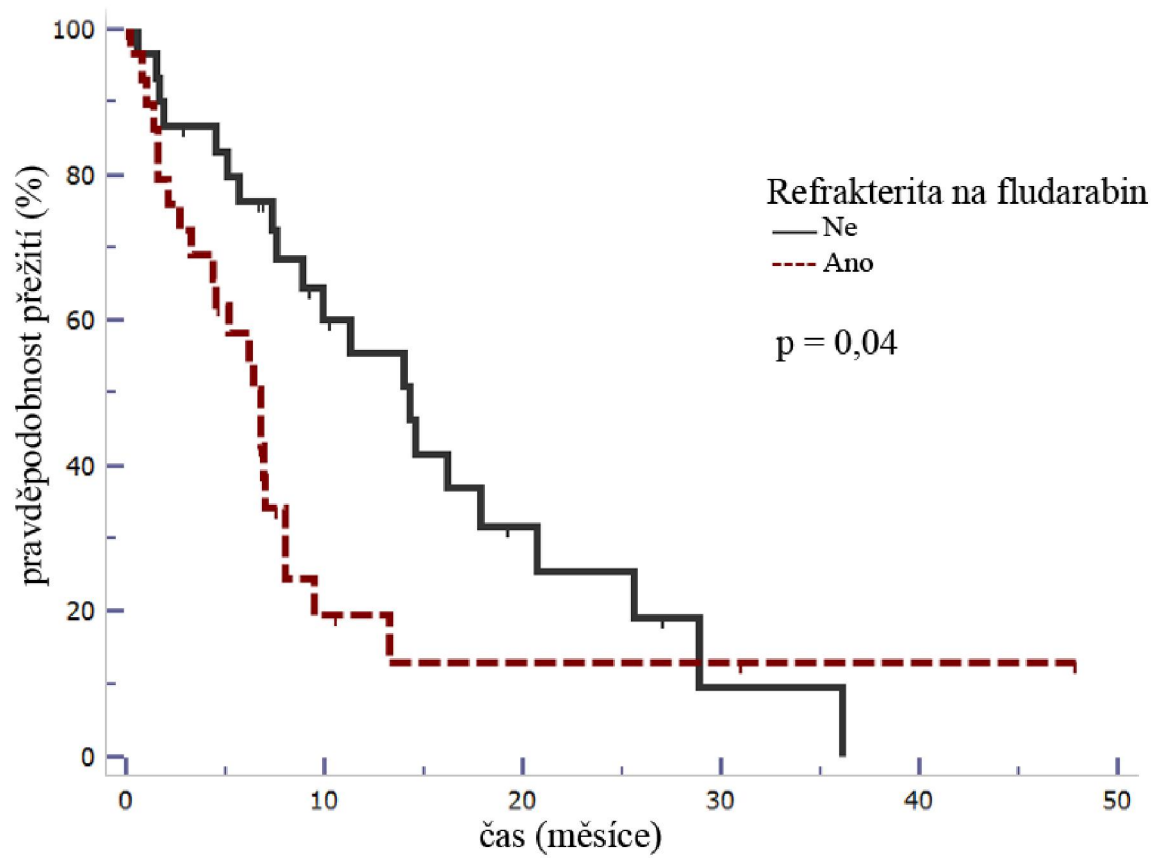 100
80
60
40
20
0
pravděpodobnost přežití (%)
Refrakterita na fludarabin
Ne
Ano
p = 0,04
0 10 20 30 40 50
čas (měsíce)